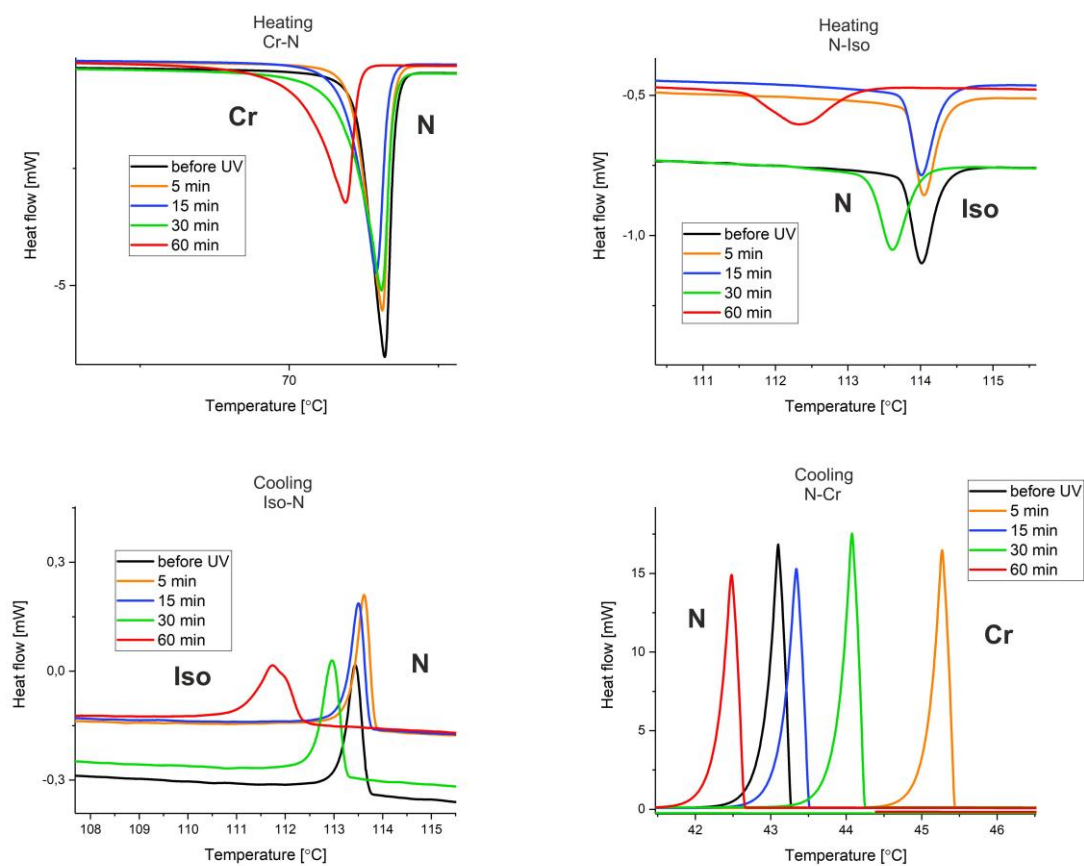 Heating
Cr-N
Cr
N
before UV
5 min
15 min
30 min
60 min
Heat flow [mW]
-5
70
Temperature [°C]
Heating
N-Iso
-0,5
-1,0
Heat flow [mW]
N
Iso
before UV
5 min
15 min
30 min
60 min
111 112 113 114 115
Temperature [°C]
Cooling
Iso-N
0,3
0,0
-0,3
Heat flow [mW]
before UV
5 min
15 min
30 min
60 min
Iso
N
108 109 110 111 112 113 114 115
Temperature [°C]
Cooling
N-Cr
before UV
5 min
15 min
30 min
60 min
15
10
5
0
Heat flow [mW]
N
Cr
42 43 44 45 46
Temperature [°C]